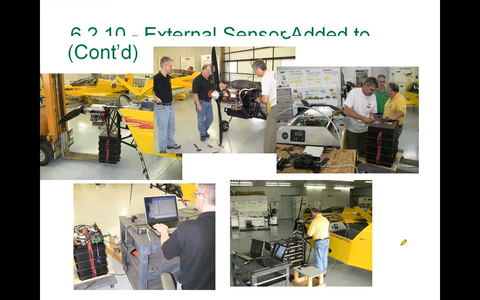 6.2.10 - External Sensor Added to
(Cont'd)